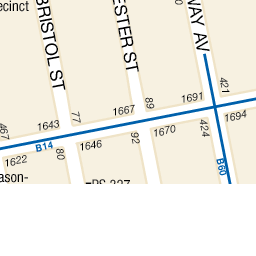 ecinct
BRISTOL ST
ESTER ST
WAY AV
421
89
1691
1667
77
1643
467
1694
424
1670
92
1646
B14
80
1622
B60
ason-
PS 327